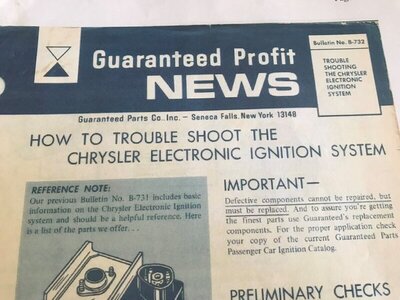 Guaranteed Profit
NEWS
Bulletin No. B-732
TROUBLE
SHOOTING
THE CHRYSLER
ELECTRONIC
IGNITION
SYSTEM
Guaranteed Parts Co., Inc. — Seneca Falls, New York 13148
HOW TO TROUBLE SHOOT THE
CHRYSLER ELECTRONIC IGNITION SYSTEM
REFERENCE NOTE:
Our previous Bulletin No. B-731 includes basic
information on the Chrysler Electronic Ignition
system and should be a helpful reference. Here
is a list of the parts we offer...
IMPORTANT—
Defective components cannot be repaired, but
must be replaced. And to assure you're getting
the finest parts use Guaranteed's replacement
components. For the proper application check
your copy of the current Guaranteed Parts
Passenger Car Ignition Catalog.
PRELIMINARY CHECKS